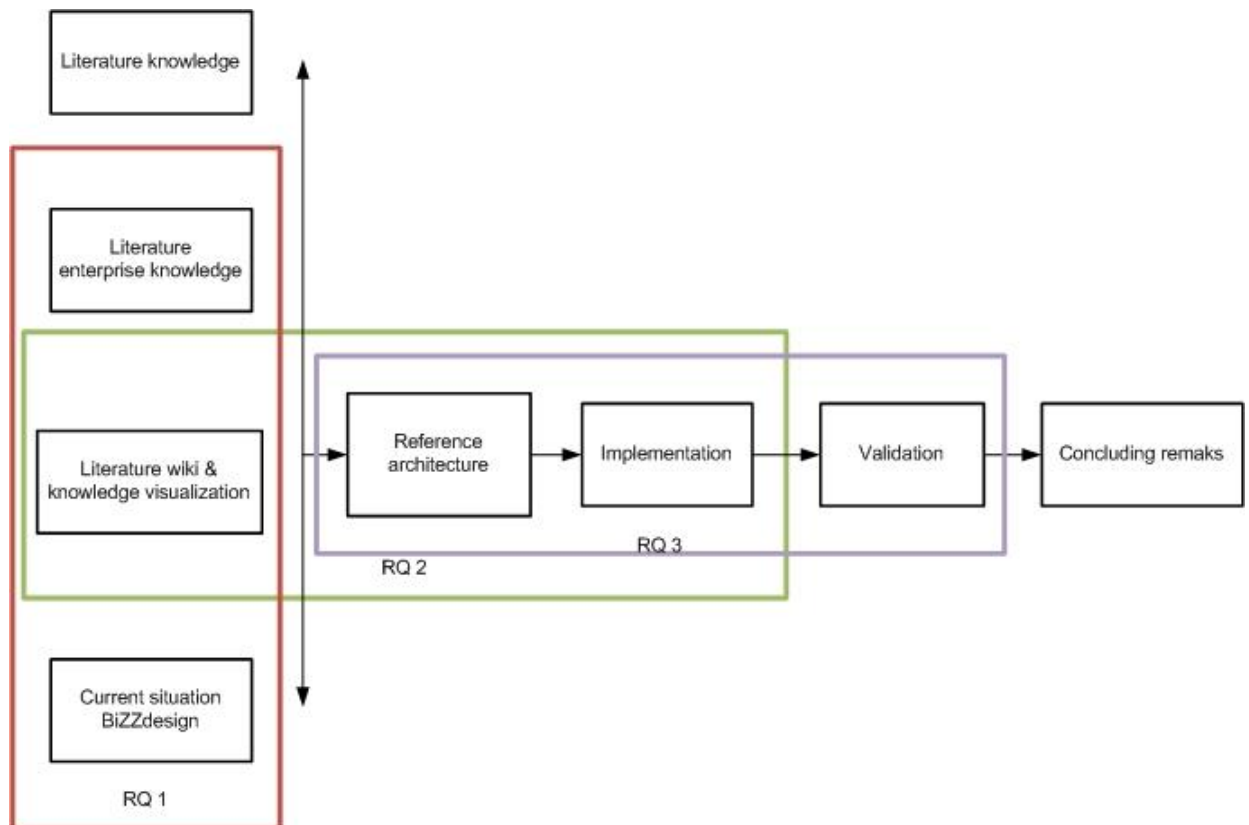 Literature knowledge
Literature
enterprise knowledge
Literature wiki &
knowledge visualization
Reference
architecture
Implementation
Validation
Concluding remaks
RQ 3
RQ 2
Current situation
BiZZdesign
RQ 1